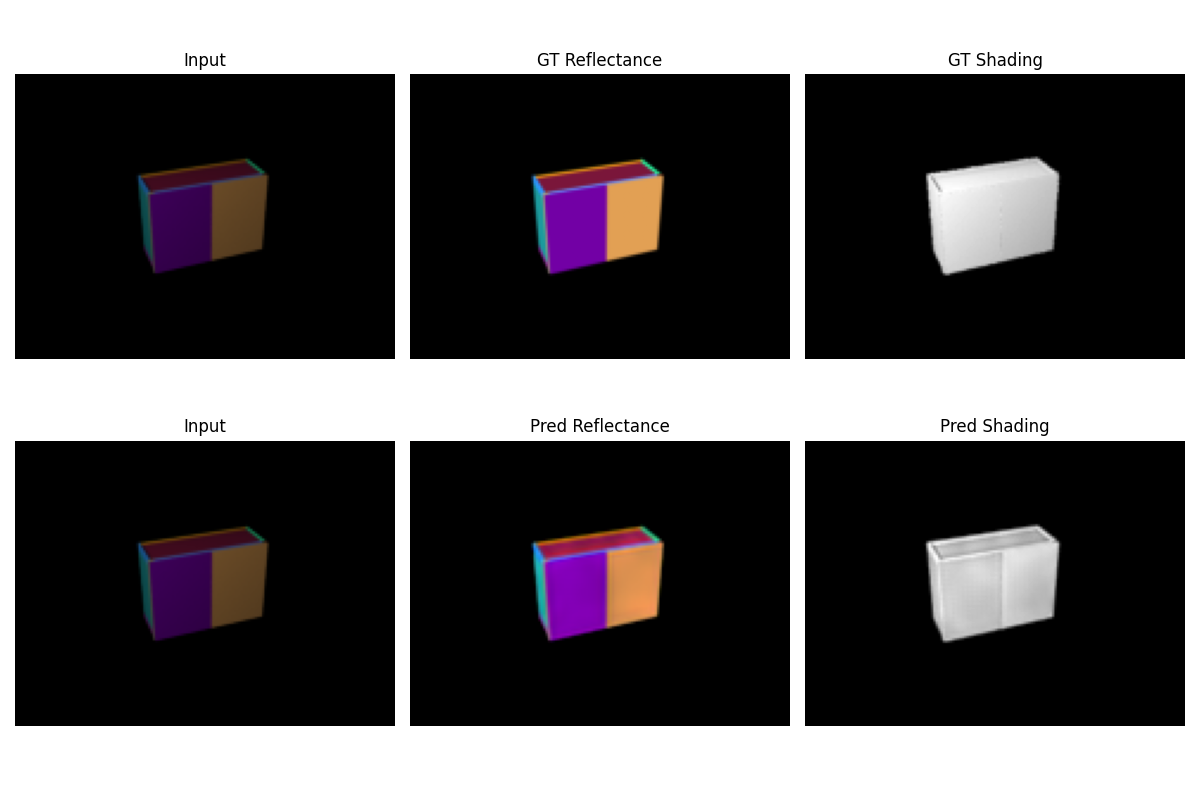 Input
GT Reflectance
GT Shading
Input
Pred Reflectance
Pred Shading